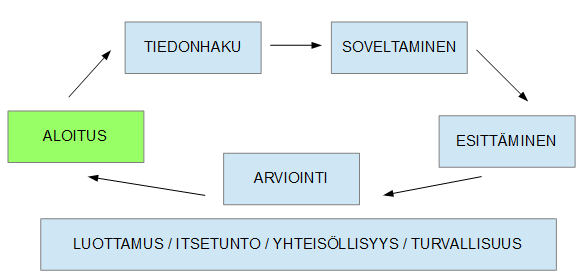 TIEDONHAKU
SOVELTAMINEN
ALOITUS
ESITTÄMINEN
ARVIOINTI
LUOTTAMUS / ITSETUNTO / YHTEISÖLLISYYS / TURVALLISUUS